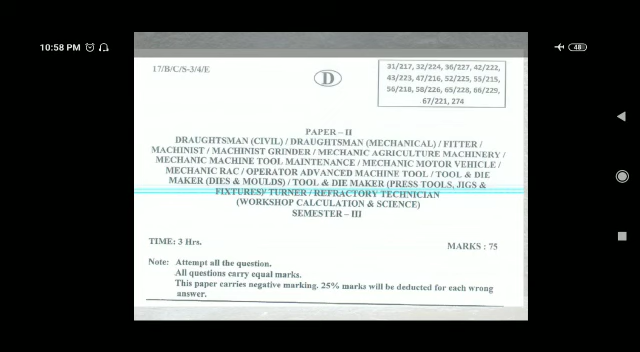 10:58 PM
48
17/B/C/S-3/4/E
D
31/217, 32/224, 36/227, 42/222,
43/223, 47/216, 52/225, 55/215,
56/218, 58/226, 65/228, 66/229,
67/221, 274
PAPER – II
DRAUGHTSMAN (CIVIL) / DRAUGHTSMAN (MECHANICAL) / FITTER /
MACHINIST / MACHINIST GRINDER / MECHANIC AGRICULTURE MACHINERY /
MECHANIC MACHINE TOOL MAINTENANCE / MECHANIC MOTOR VEHICLE /
MECHANIC RAC / OPERATOR ADVANCED MACHINE TOOL / TOOL & DIE
MAKER (DIES & MOULDS) / TOOL & DIE MAKER (PRESS TOOLS, JIGS &
FIXTURES)/ TURNER / REFRACTORY TECHNICIAN
(WORKSHOP CALCULATION & SCIENCE)
SEMESTER – III
TIME: 3 Hrs.
MARKS : 75
Note: Attempt all the question.
All questions carry equal marks.
This paper carries negative marking. 25% marks will be deducted for each wrong
answer.